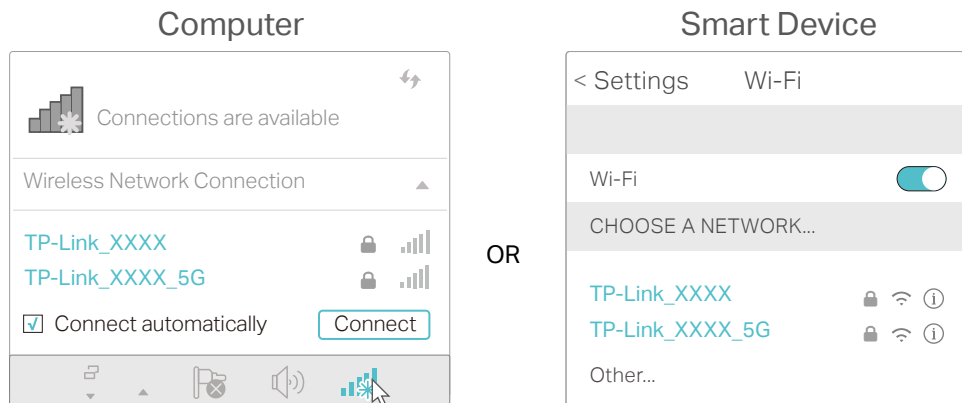 Computer
Connections are available
Wireless Network Connection
TP-Link_XXXX
TP-Link_XXXX_5G
Connect automatically
Connect
OR
Smart Device
< Settings Wi-Fi
Wi-Fi
CHOOSE A NETWORK...
TP-Link_XXXX
TP-Link_XXXX_5G
Other...